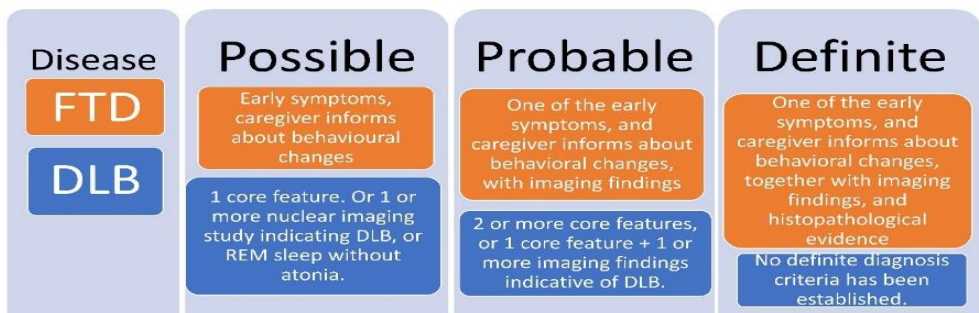 Disease
FTD
DLB
Possible
Early symptoms,
caregiver informs
about behavioural
changes
1 core feature. Or 1 or
more nuclear imaging
study indicating DLB, or
REM sleep without
atonia.
Probable
One of the early
symptoms, and
caregiver informs about
behavioral changes,
with imaging findings
2 or more core features,
or 1 core feature + 1 or
more imaging findings
indicative of DLB.
Definite
One of the early
symptoms, and
caregiver informs about
behavioral changes,
together with imaging
findings, and
histopathological
evidence
No definite diagnosis
criteria has been
established.